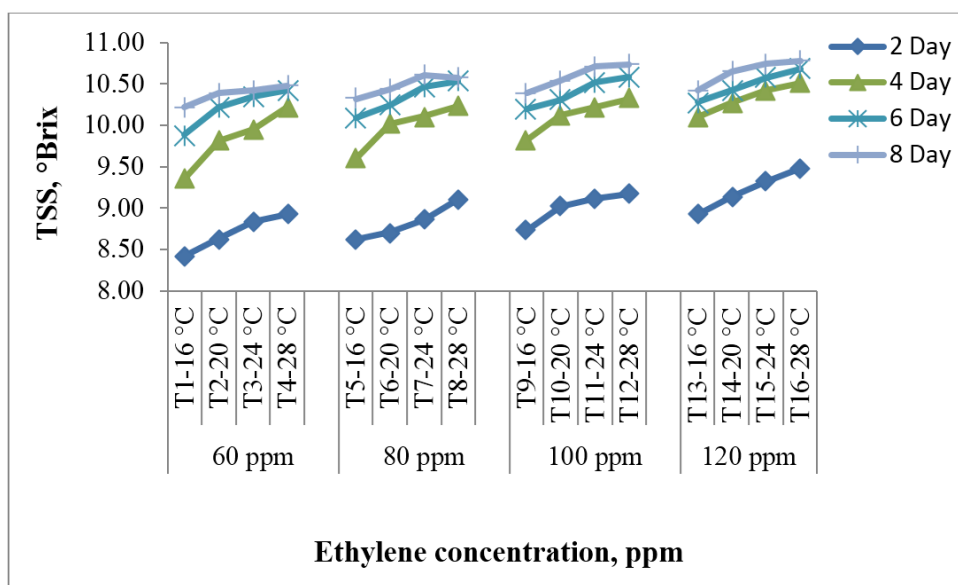 11.00
10.50
10.00
9.50
9.00
8.50
8.00
TSS, °Brix
2 Day
4 Day
6 Day
8 Day
T1-16 °C
T2-20 °C
T3-24 °C
T4-28 °C
T5-16 °C
T6-20 °C
T7-24 °C
T8-28 °C
T9-16 °C
T10-20 °C
T11-24 °C
T12-28 °C
T13-16 °C
T14-20 °C
T15-24 °C
T16-28 °C
60 ppm
80 ppm
100 ppm
120 ppm
Ethylene concentration, ppm